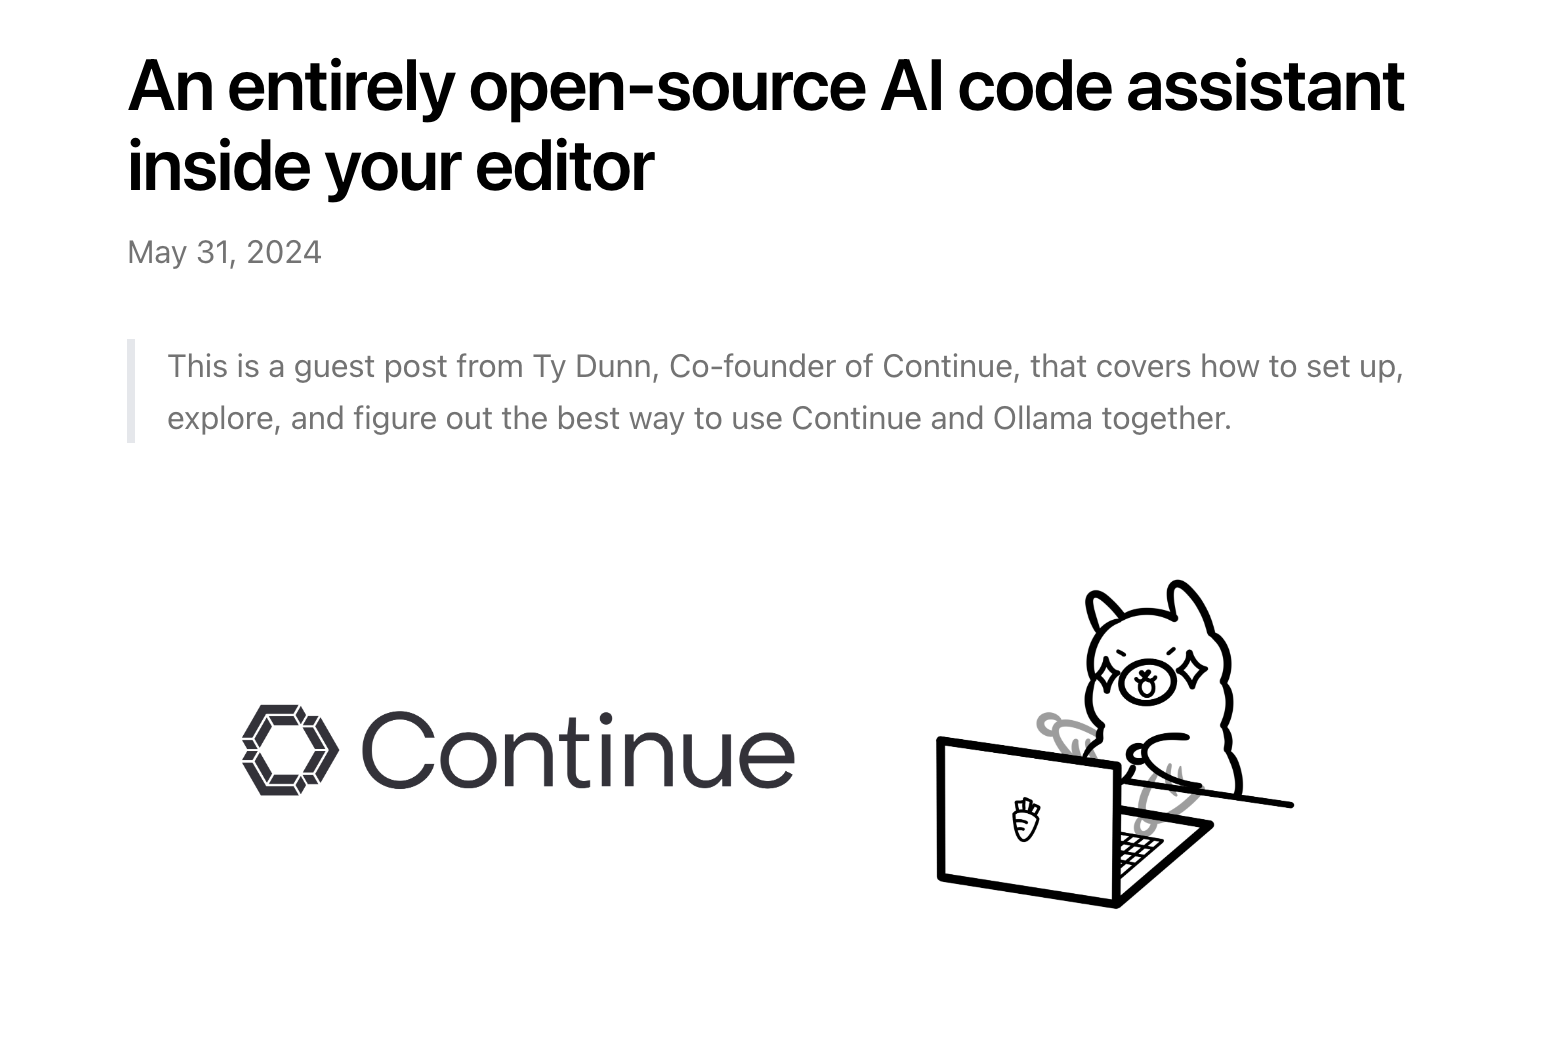 An entirely open-source AI code assistant
inside your editor
May 31, 2024
This is a guest post from Ty Dunn, Co-founder of Continue, that covers how to set up,
explore, and figure out the best way to use Continue and Ollama together.
Continue